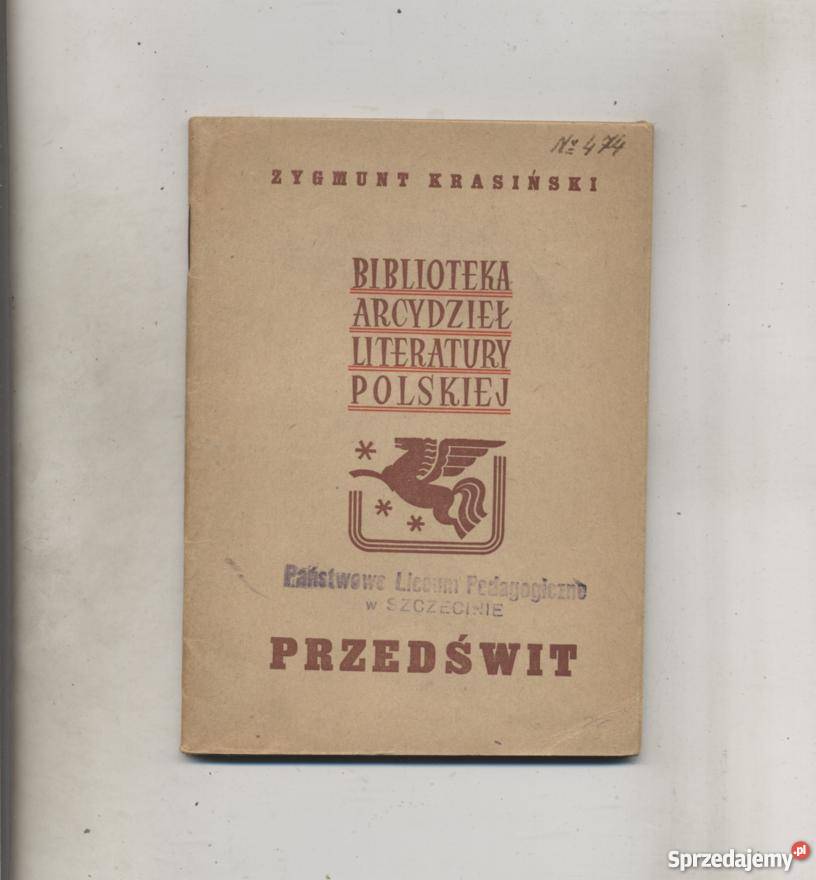 № 474
ZYGMUNT KRASIŃSKI
BIBLIOTEKA
ARCYDZIEŁ
LITERATURY
POLSKIEJ
Państwowe Liceum Pedagogiczne
w SZCZECINIE
PRZEDŚWIT
Sprzedajemy.pl